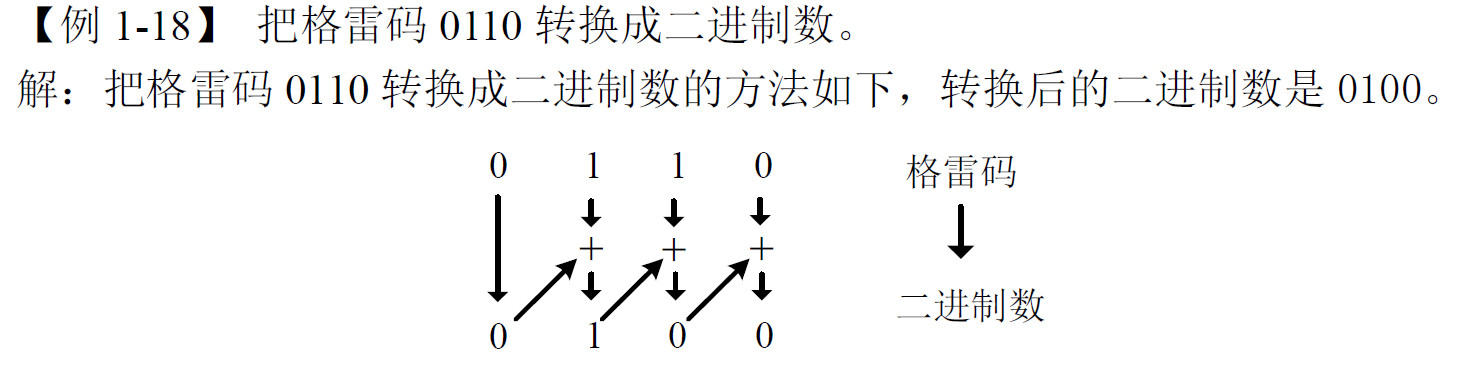 【例 1-18】 把格雷码 0110 转换成二进制数。
解：把格雷码 0110 转换成二进制数的方法如下，转换后的二进制数是 0100。
0 1 1 0 格雷码
+ + +
二进制数
0 1 0 0